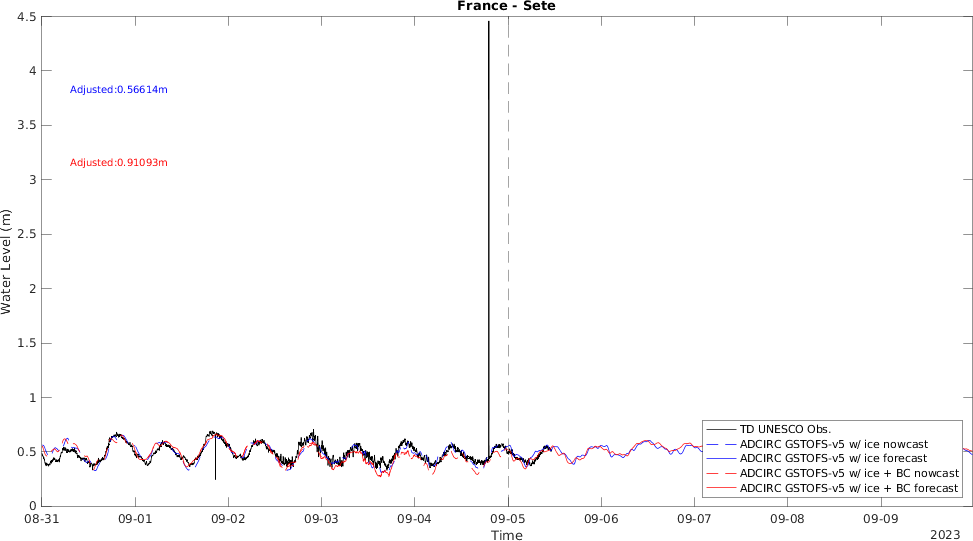 France - Sete
4.5
4
3.5
3
2.5
2
1.5
1
0.5
0
Water Level (m)
Adjusted:0.56614m
Adjusted:0.91093m
TD UNESCO Obs.
ADCIRC GSTOFS-v5 w/ ice nowcast
ADCIRC GSTOFS-v5 w/ ice forecast
ADCIRC GSTOFS-v5 w/ ice + BC nowcast
ADCIRC GSTOFS-v5 w/ ice + BC forecast
08-31 09-01 09-02 09-03 09-04 09-05 09-06 09-07 09-08 09-09
Time
2023